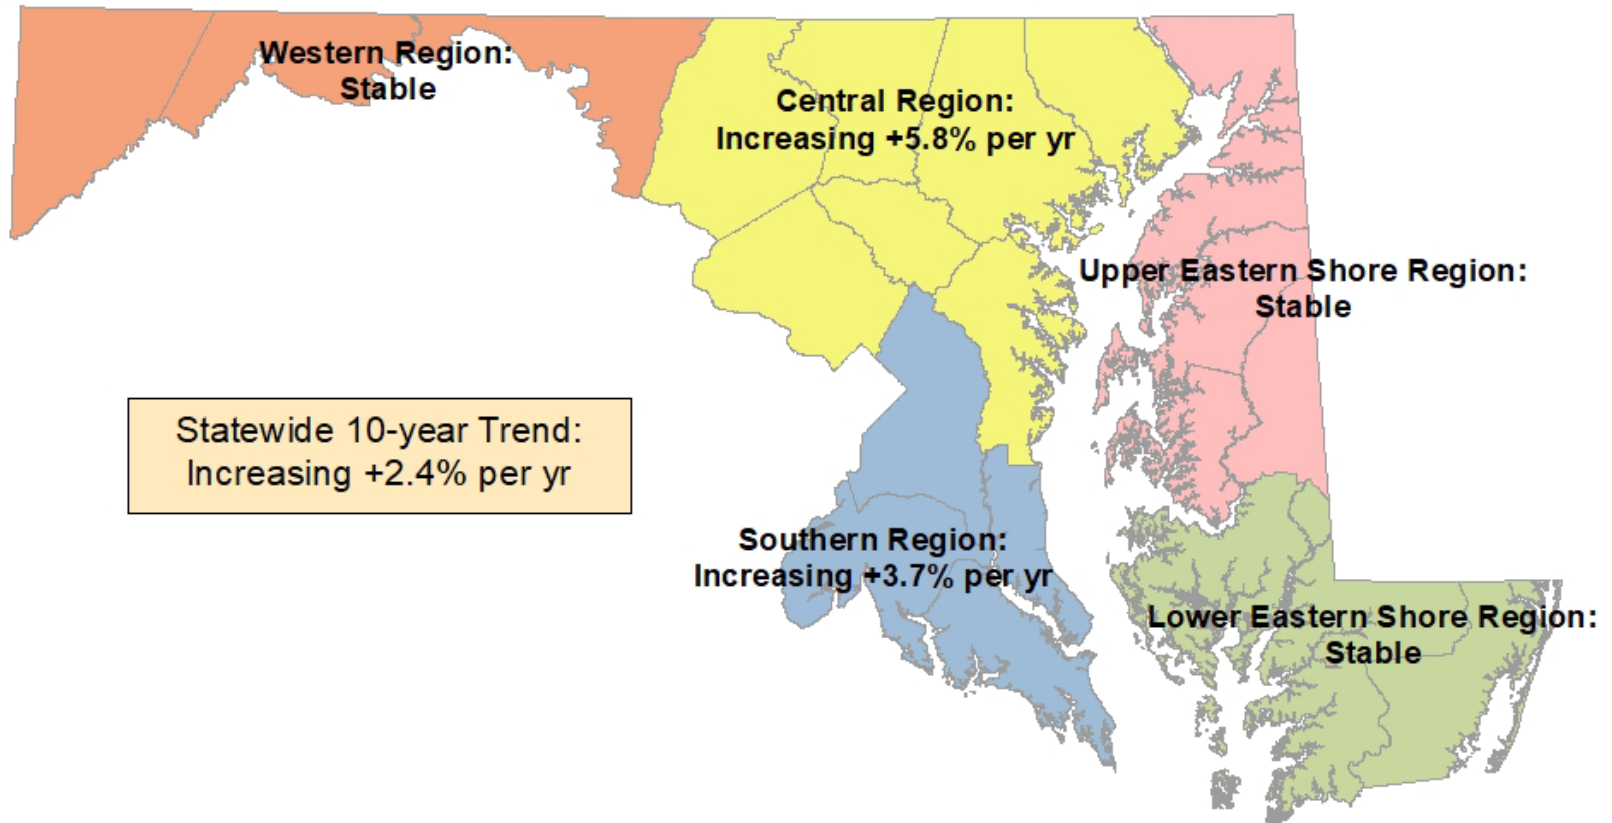 Western Region:
Stable
Central Region:
Increasing +5.8% per yr
Upper Eastern Shore Region:
Stable
Statewide 10-year Trend:
Increasing +2.4% per yr
Southern Region:
Increasing +3.7% per yr
Lower Eastern Shore Region:
Stable